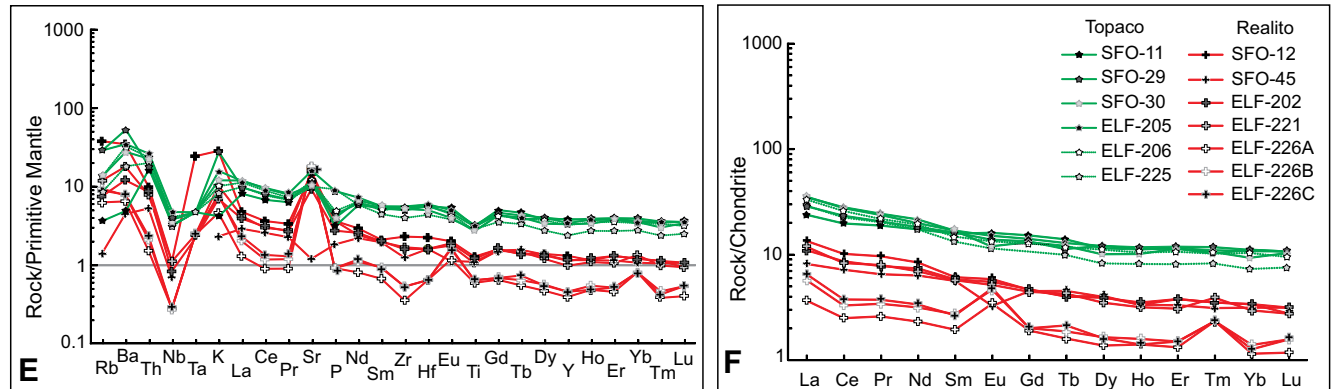 1000
100
10
1
0.1
Rock/Primitive Mantle
Rb Ba Th Nb Ta K La Ce Pr Sr P Nd Sm Zr Hf Eu Ti Gd Tb Dy Y Ho Er Yb Tm Lu
E
1000
100
10
1
Rock/Chondrite
Topaco Realito
SFO-11 SFO-12
SFO-29 SFO-45
SFO-30 ELF-202
ELF-205 ELF-221
ELF-206 ELF-226A
ELF-225 ELF-226B
ELF-226C
La Ce Pr Nd Sm Eu Gd Tb Dy Ho Er Tm Yb Lu
F